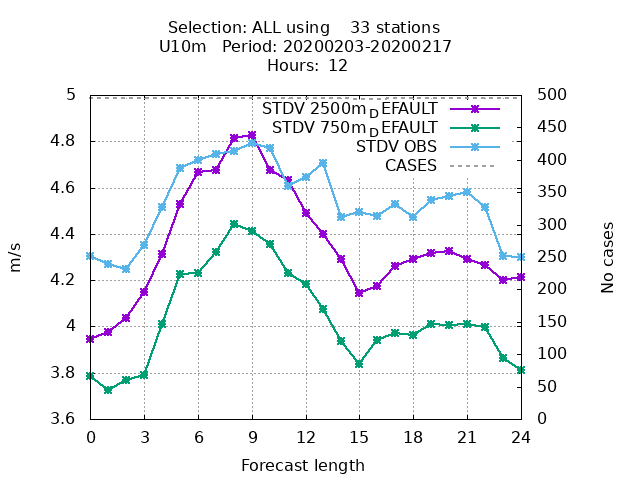 Selection: ALL using 33 stations
U10m Period: 20200203-20200217
Hours: 12
STDV 2500m_DEFAULT
STDV 750m_DEFAULT
STDV OBS
CASES
5
4.8
4.6
4.4
4.2
4
3.8
3.6
m/s
500
450
400
350
300
250
200
150
100
50
0
No cases
0 3 6 9 12 15 18 21 24
Forecast length